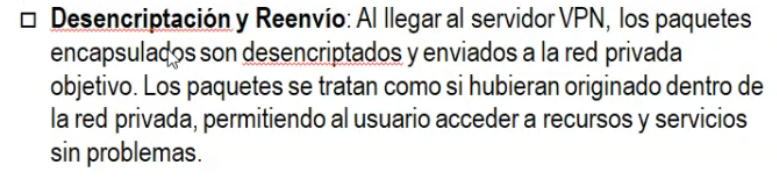 □ Desencriptación y Reenvío: Al llegar al servidor VPN, los paquetes
encapsulados son desencriptados y enviados a la red privada
objetivo. Los paquetes se tratan como si hubieran originado dentro de
la red privada, permitiendo al usuario acceder a recursos y servicios
sin problemas.